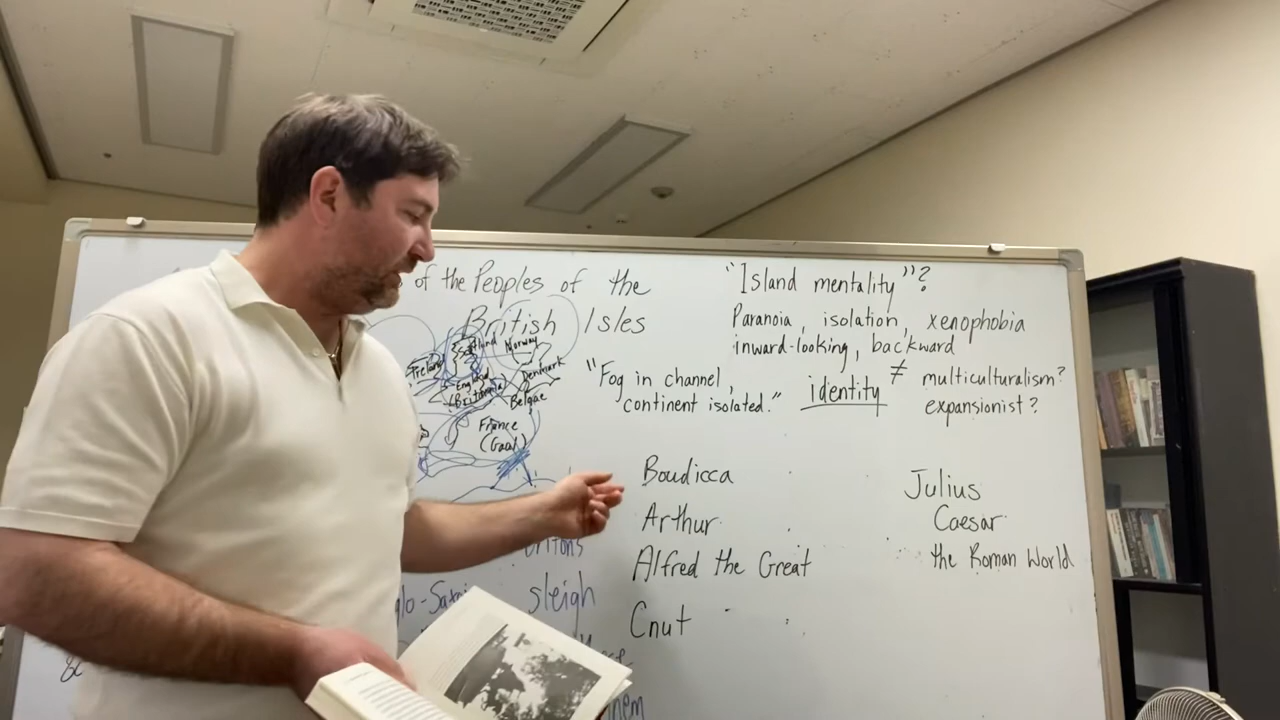 of the Peoples of the
British Isles
Ireland
Norway
England
Denmark
(Britannia)
Belgae
France
(Gaul)
"Island mentality"?
Paranoia, isolation, xenophobia
inward-looking, backward
"Fog in channel,
continent isolated."
identity ≠ multiculturalism?
expansionist?
Boudicca
Arthur
Alfred the Great
Cnut
Julius
Caesar
the Roman World
sleigh
&